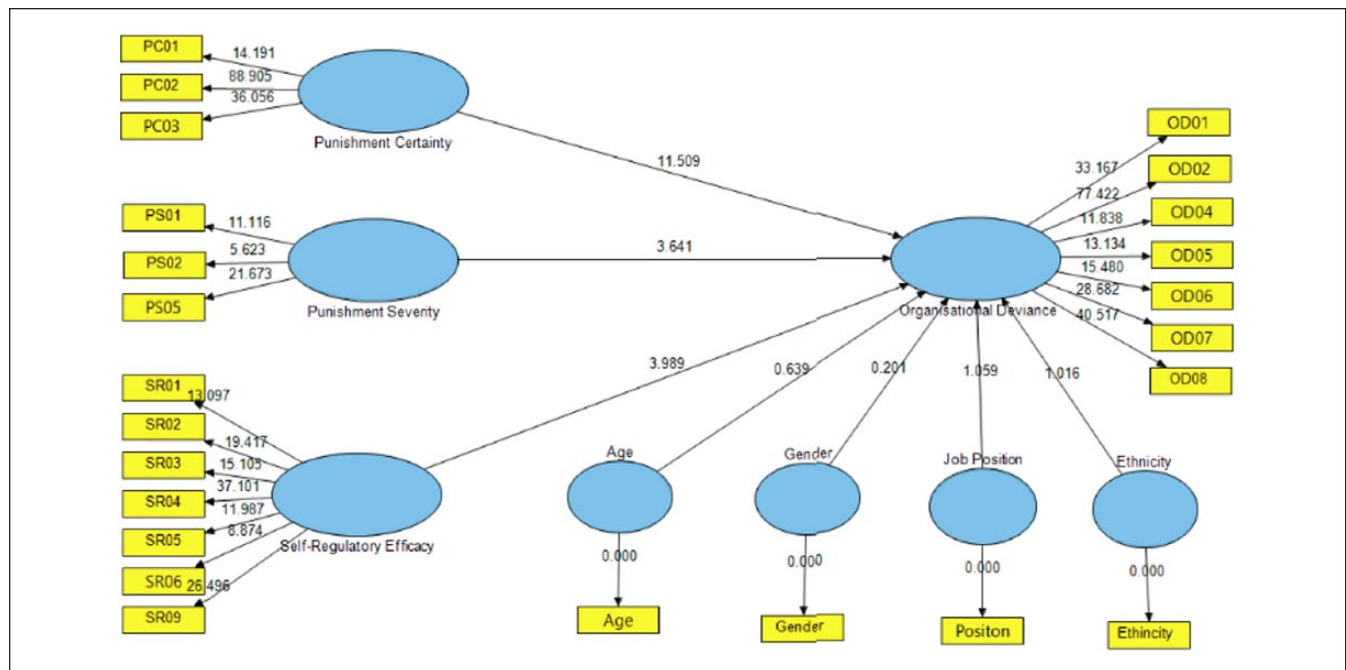 PC01
14.191
PC02
88.905
PC03
36.056
Punishment Certainty
11.509
PS01
11.116
PS02
5.623
PS05
21.673
Punishment Severity
3.641
SR01
13.097
SR02
19.417
SR03
15.105
SR04
37.101
SR05
11.987
SR06
8.874
SR09
26.496
Self-Regulatory Efficacy
3.989
OD01
33.167
OD02
77.422
OD04
11.838
OD05
13.134
OD06
15.480
OD07
28.682
OD08
40.517
Organisational Deviance
0.639
0.201
1.059
1.016
Age
Gender
Job Position
Ethnicity
0.000
0.000
0.000
0.000
Age
Gender
Positon
Ethincity